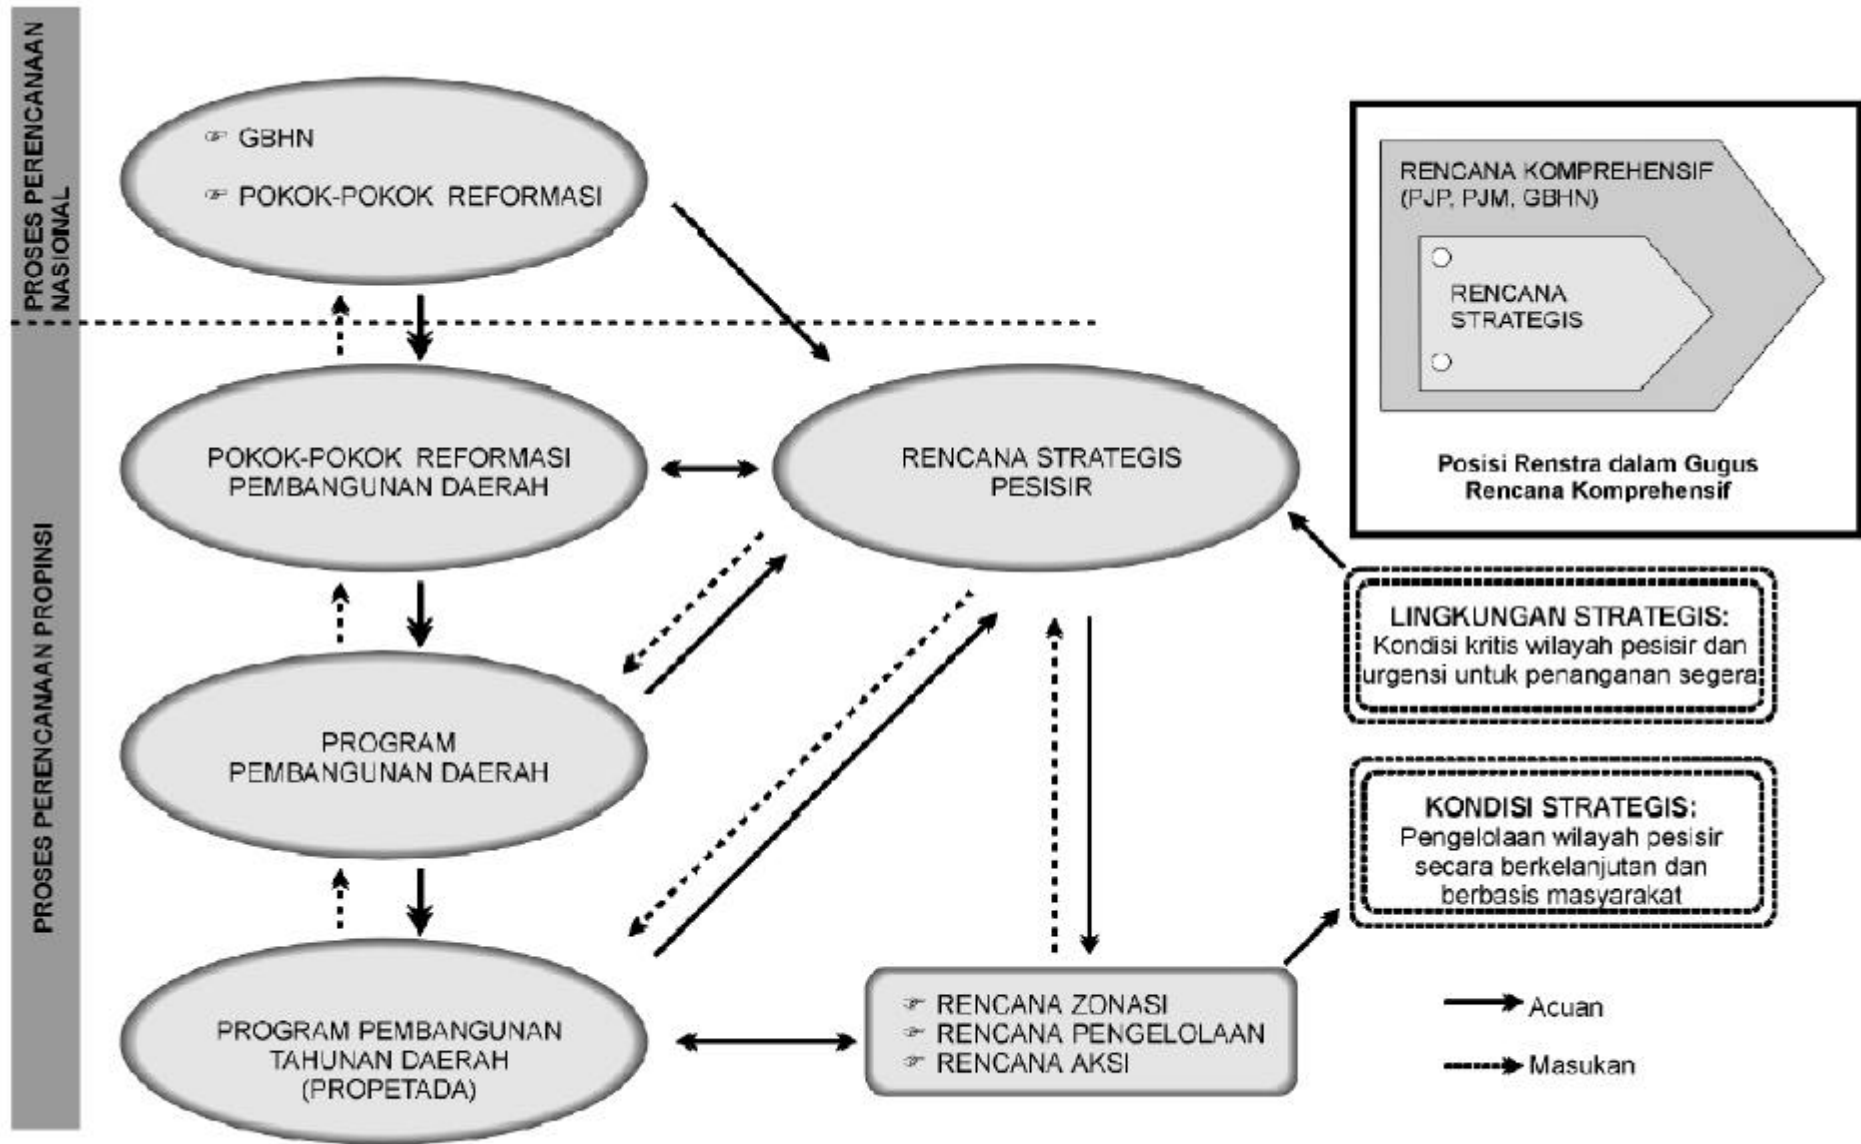 PROSES PERENCANAAN
NASIONAL
PROSES PERENCANAAN PROPINSI
☞ GBHN
☞ POKOK-POKOK REFORMASI
POKOK-POKOK REFORMASI
PEMBANGUNAN DAERAH
PROGRAM
PEMBANGUNAN DAERAH
PROGRAM PEMBANGUNAN
TAHUNAN DAERAH
(PROPETADA)
RENCANA STRATEGIS
PESISIR
☞ RENCANA ZONASI
☞ RENCANA PENGELOLAAN
☞ RENCANA AKSI
RENCANA KOMPREHENSIF
(PJP, PJM, GBHN)
RENCANA
STRATEGIS
Posisi Renstra dalam Gugus
Rencana Komprehensif
LINGKUNGAN STRATEGIS:
Kondisi kritis wilayah pesisir dan
urgensi untuk penanganan segera
KONDISI STRATEGIS:
Pengelolaan wilayah pesisir
secara berkelanjutan dan
berbasis masyarakat
Acuan
Masukan